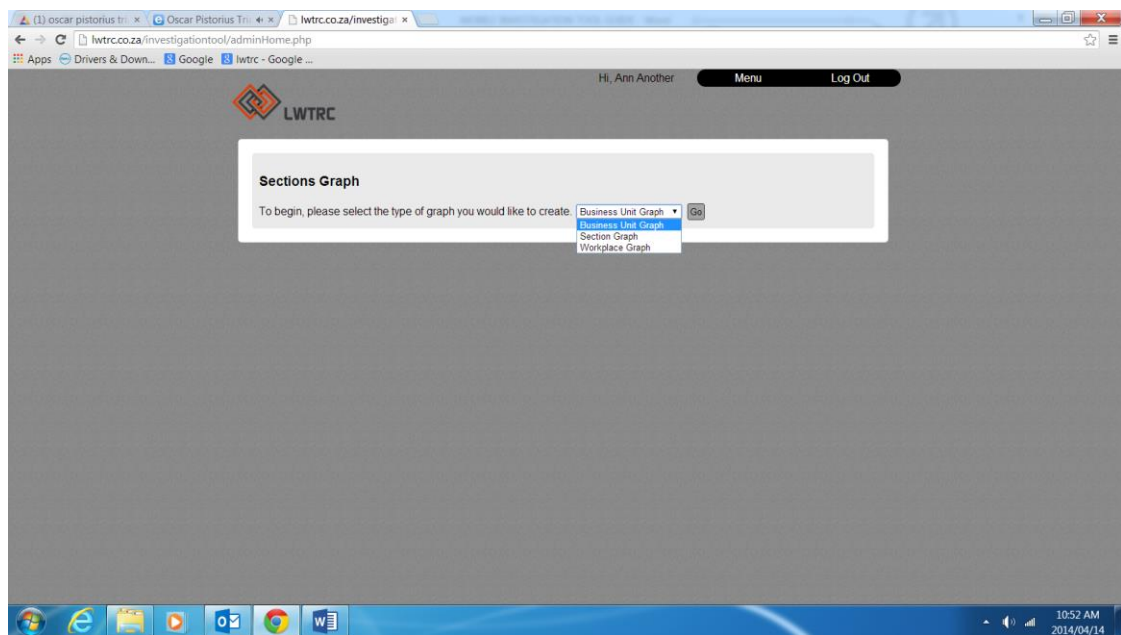 (1) oscar pistorius tri
Oscar Pistorius Tri
lwtrc.co.za/investigat
lwtrc.co.za/investigationtool/adminHome.php
Apps Drivers & Down... Google lwtrc - Google ...
Hi, Ann Another Menu Log Out
LWTRC
Sections Graph
To begin, please select the type of graph you would like to create. Business Unit Graph Go
Business Unit Graph
Section Graph
Workplace Graph
10:52 AM
2014/04/14